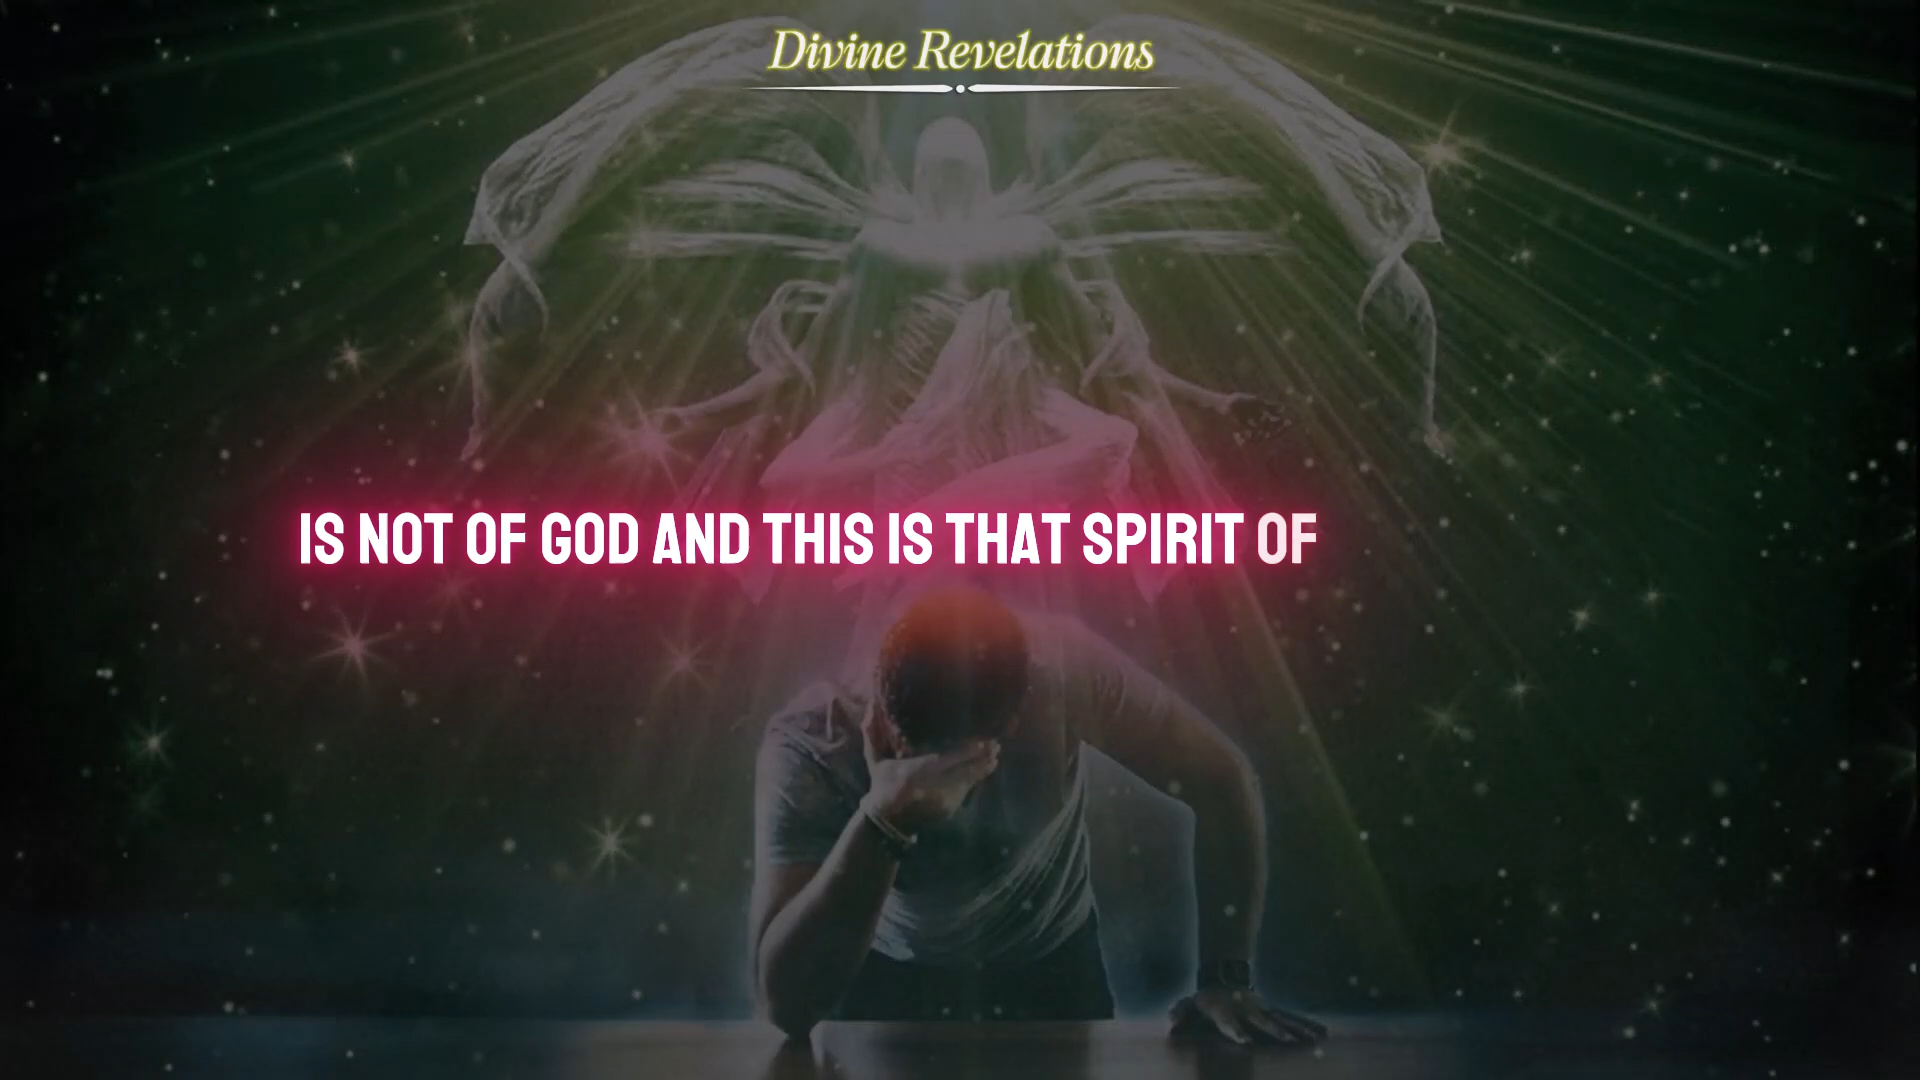 Divine Revelations
IS NOT OF GOD AND THIS IS THAT SPIRIT OF